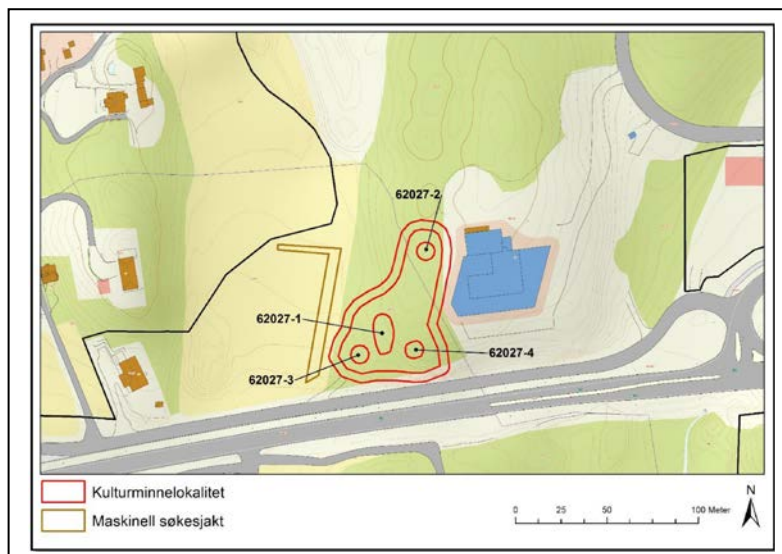 62027-2
62027-1
62027-3
62027-4
Kulturminnelokalitet
Maskinell søkesjakt
N
0 25 50 100 Meter